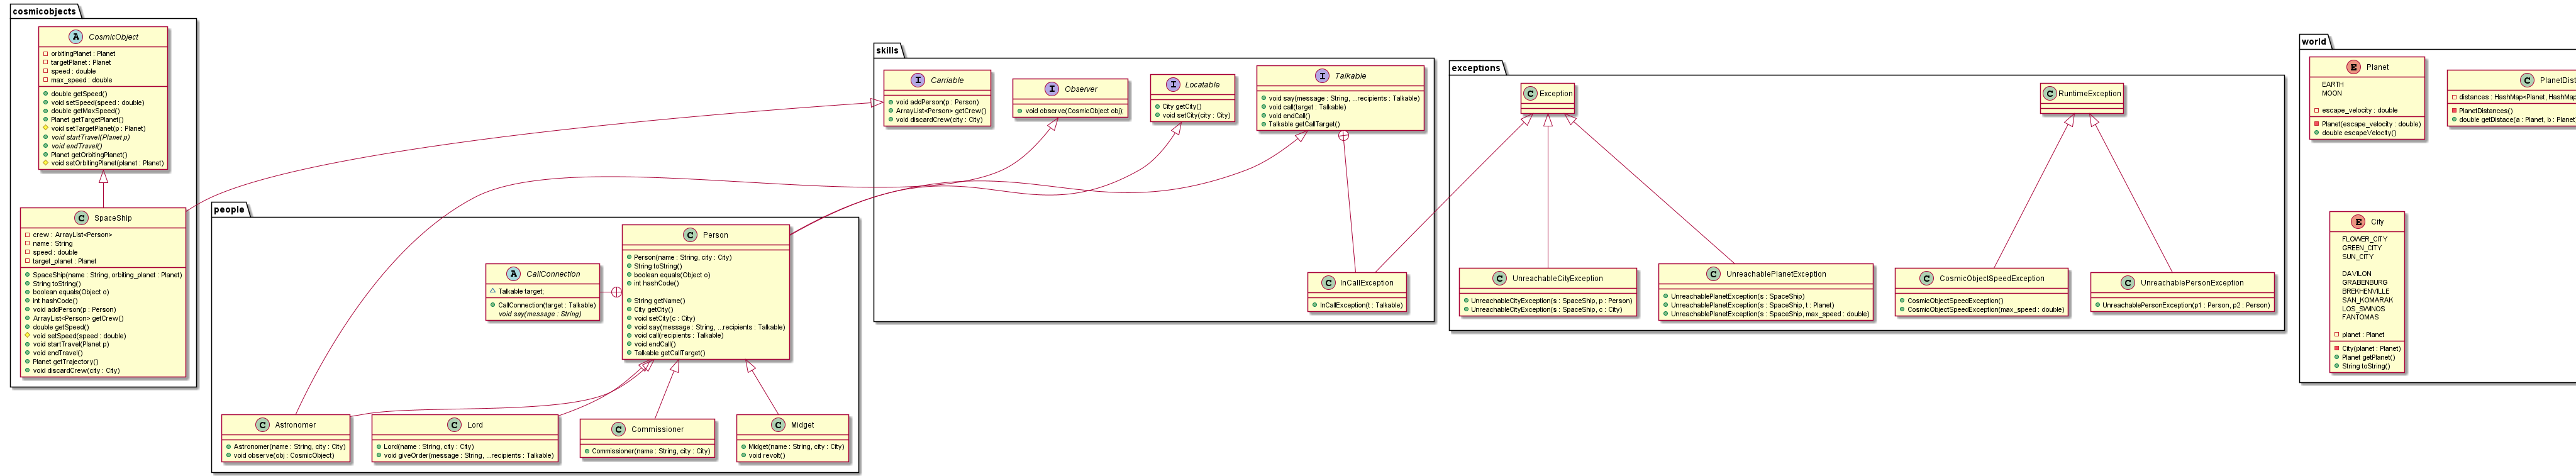 cosmicobjects
A CosmicObject
orbitingPlanet : Planet
targetPlanet : Planet
speed : double
max_speed : double
double getSpeed()
void setSpeed(speed : double)
double getMaxSpeed()
Planet getTargetPlanet()
void setTargetPlanet(p : Planet)
void startTravel(Planet p)
void endTravel()
Planet getOrbitingPlanet()
void setOrbitingPlanet(planet : Planet)
C SpaceShip
crew : ArrayList<Person>
name : String
speed : double
target_planet : Planet
SpaceShip(name : String, orbiting_planet : Planet)
String toString()
boolean equals(Object o)
int hashCode()
void addPerson(p : Person)
ArrayList<Person> getCrew()
double getSpeed()
void setSpeed(speed : double)
void startTravel(Planet p)
void endTravel()
Planet getTrajectory()
void discardCrew(city : City)
people
C Person
Person(name : String, city : City)
String toString()
boolean equals(Object o)
int hashCode()
String getName()
City getCity()
void setCity(c : City)
void say(message : String, ...recipients : Talkable)
void call(recipients : Talkable)
void endCall()
Talkable getCallTarget()
A CallConnection
Talkable target;
CallConnection(target : Talkable)
void say(message : String)
C Astronomer
Astronomer(name : String, city : City)
void observe(obj : CosmicObject)
C Lord
Lord(name : String, city : City)
void giveOrder(message : String, ...recipients : Talkable)
C Commissioner
Commissioner(name : String, city : City)
C Midget
Midget(name : String, city : City)
void revolt()
skills
I Carriable
void addPerson(p : Person)
ArrayList<Person> getCrew()
void discardCrew(city : City)
I Observer
void observe(CosmicObject obj);
I Locatable
City getCity()
void setCity(city : City)
I Talkable
void say(message : String, ...recipients : Talkable)
void call(target : Talkable)
void endCall()
Talkable getCallTarget()
C InCallException
InCallException(t : Talkable)
exceptions
C Exception
C RuntimeException
C UnreachableCityException
UnreachableCityException(s : SpaceShip, p : Person)
UnreachableCityException(s : SpaceShip, c : City)
C UnreachablePlanetException
UnreachablePlanetException(s : SpaceShip)
UnreachablePlanetException(s : SpaceShip, t : Planet)
UnreachablePlanetException(s : SpaceShip, max_speed : double)
C CosmicObjectSpeedException
CosmicObjectSpeedException()
CosmicObjectSpeedException(max_speed : double)
C UnreachablePersonException
UnreachablePersonException(p1 : Person, p2 : Person)
world
E Planet
EARTH
MOON
escape_velocity : double
Planet(escape_velocity : double)
double escapeVelocity()
C PlanetDist
distances : HashMap<Planet, HashMap
PlanetDistances()
double getDistace(a : Planet, b : Planet
E City
FLOWER_CITY
GREEN_CITY
SUN_CITY
DAVILON
GRABENBURG
BREKHENVILLE
SAN_KOMARAK
LOS_SWINOS
FANTOMAS
planet : Planet
City(planet : Planet)
Planet getPlanet()
String toString()